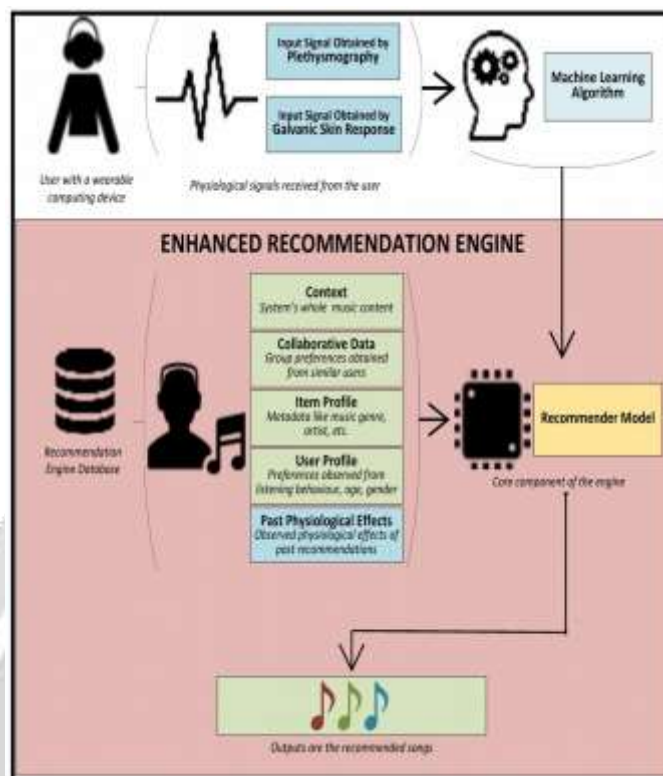 Input Signal Obtained by
Plethysmography
Input Signal Obtained by
Galvanic Skin Response
Machine Learning
Algorithm
User with a wearable
computing device
Physiological signals received from the user
ENHANCED RECOMMENDATION ENGINE
Context
System's whole music content
Collaborative Data
Group preferences obtained
from similar users
Item Profile
Metadata like music genre,
artist, etc.
User Profile
Preferences observed from
listening behaviour, age, gender
Past Physiological Effects
Observed physiological effects of
past recommendations
Recommendation
Engine Database
Recommender Model
Core component of the engine
Outputs are the recommended songs